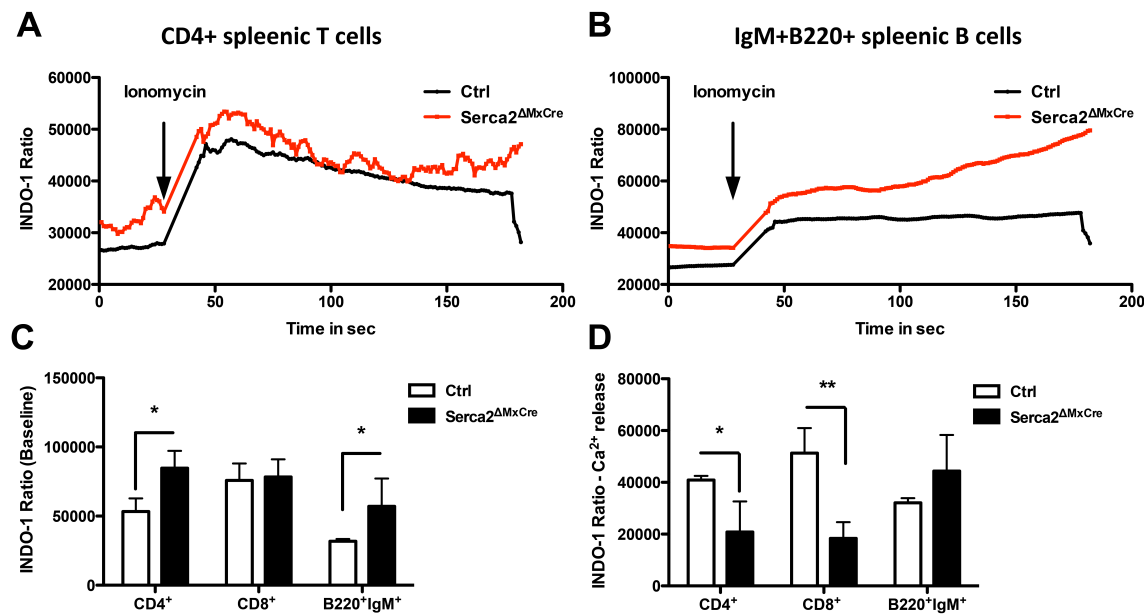 A
CD4+ spleenic T cells
60000
50000
40000
30000
20000
INDO-1 Ratio
Ionomycin
Ctrl
Serca2ΔMxCre
0
50
100
150
200
Time in sec
B
IgM+B220+ spleenic B cells
100000
80000
60000
40000
20000
INDO-1 Ratio
Ionomycin
Ctrl
Serca2ΔMxCre
0
50
100
150
200
Time in sec
C
150000
100000
50000
0
INDO-1 Ratio (Baseline)
*
*
Ctrl
Serca2ΔMxCre
CD4+
CD8+
B220+IgM+
D
80000
60000
40000
20000
0
INDO-1 Ratio - Ca2+ release
*
**
Ctrl
Serca2ΔMxCre
CD4+
CD8+
B220+IgM+